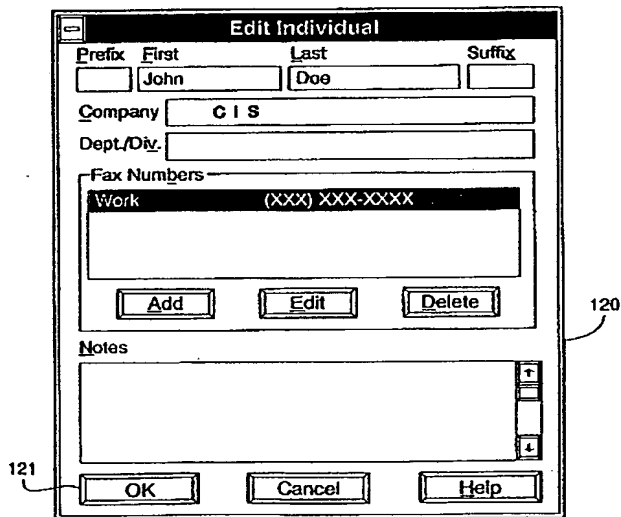 Edit Individual
Prefix First Last Suffix
John Doe
Company C I S
Dept./Div.
Fax Numbers
Work (XXX) XXX-XXXX
Add Edit Delete
120
Notes
121
OK Cancel Help